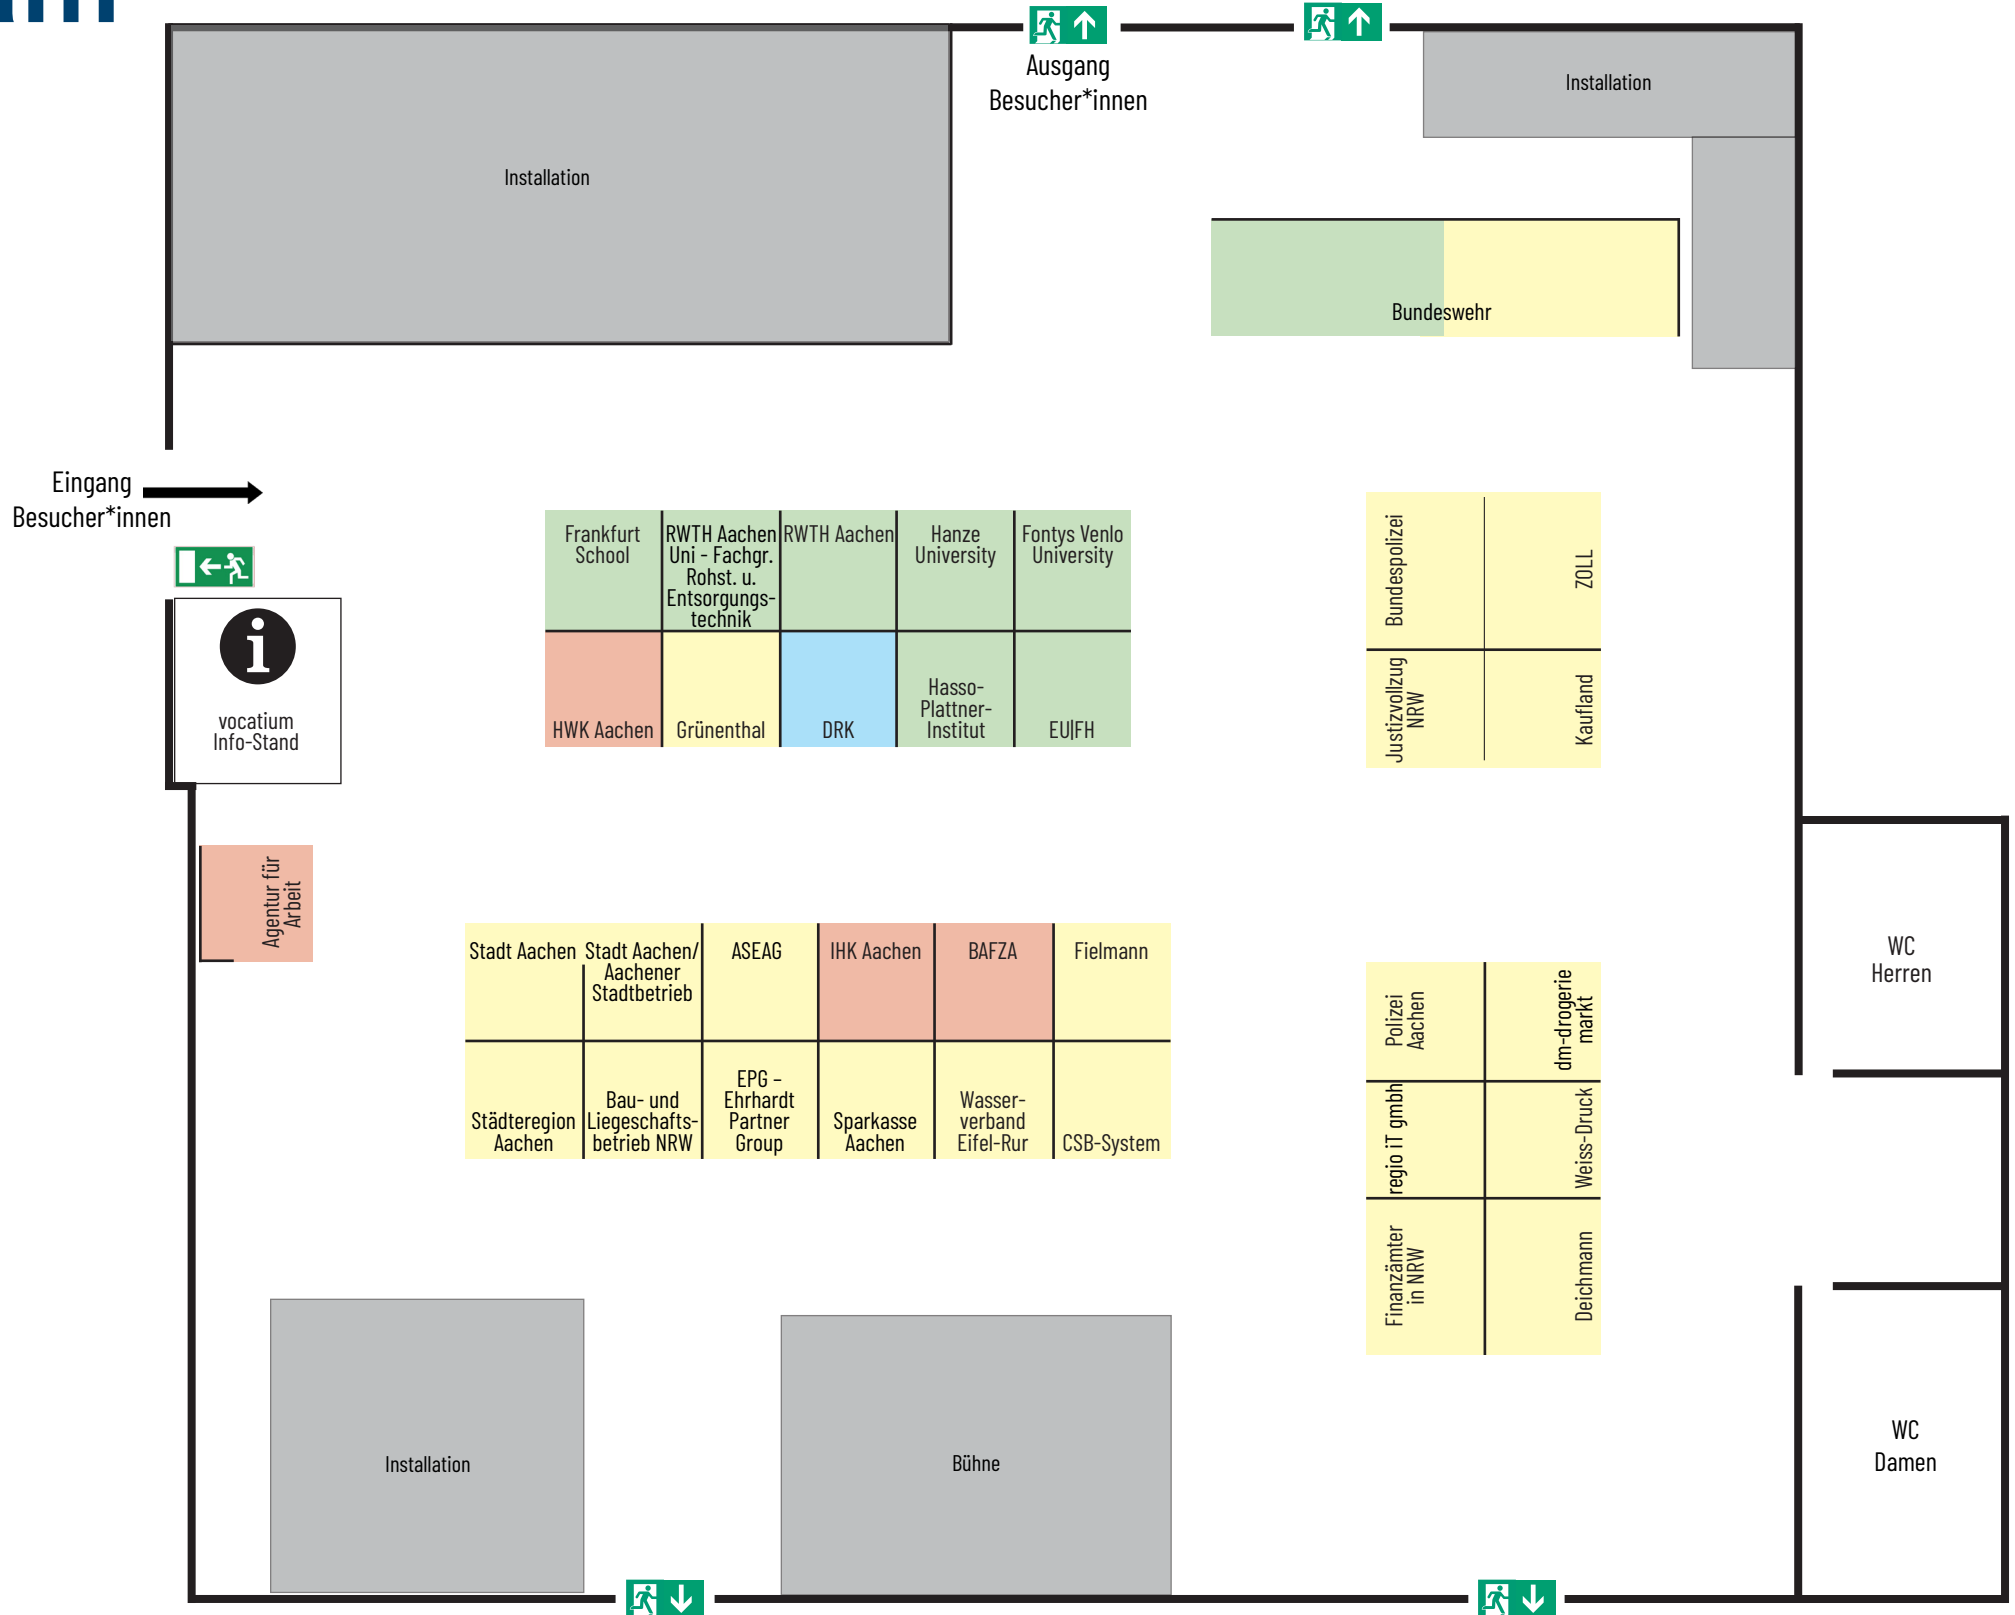 Ausgang
Besucher*innen
Installation
Installation
Bundeswehr
Eingang
Besucher*innen
Frankfurt
School
RWTH Aachen
Uni - Fachgr.
Rohst. u.
Entsorgungs-
technik
RWTH Aachen
Hanze
University
Fontys Venlo
University
HWK Aachen
Grünenthal
DRK
Hasso-
Plattner-
Institut
EU|FH
Bundespolizei
ZOLL
Justizvollzug
NRW
Kaufland
vocatium
Info-Stand
Agentur für
Arbeit
Stadt Aachen
Stadt Aachen/
Aachener
Stadtbetrieb
ASEAG
IHK Aachen
BAFZA
Fielmann
Städteregion
Aachen
Bau- und
Liegeschafts-
betrieb NRW
EPG –
Ehrhardt
Partner
Group
Sparkasse
Aachen
Wasser-
verband
Eifel-Rur
CSB-System
Polizei
Aachen
dm-drogerie
markt
regio iT gmbh
Weiss-Druck
Finanzämter
in NRW
Deichmann
WC
Herren
WC
Damen
Installation
Bühne